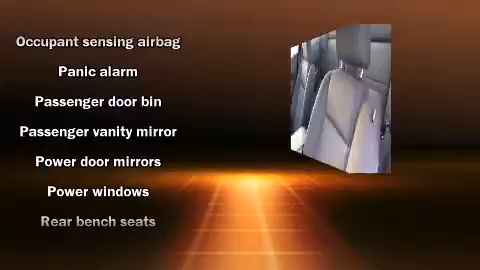 Occupant sensing airbag
Panic alarm
Passenger door bin
Passenger vanity mirror
Power door mirrors
Power windows
Rear bench seats